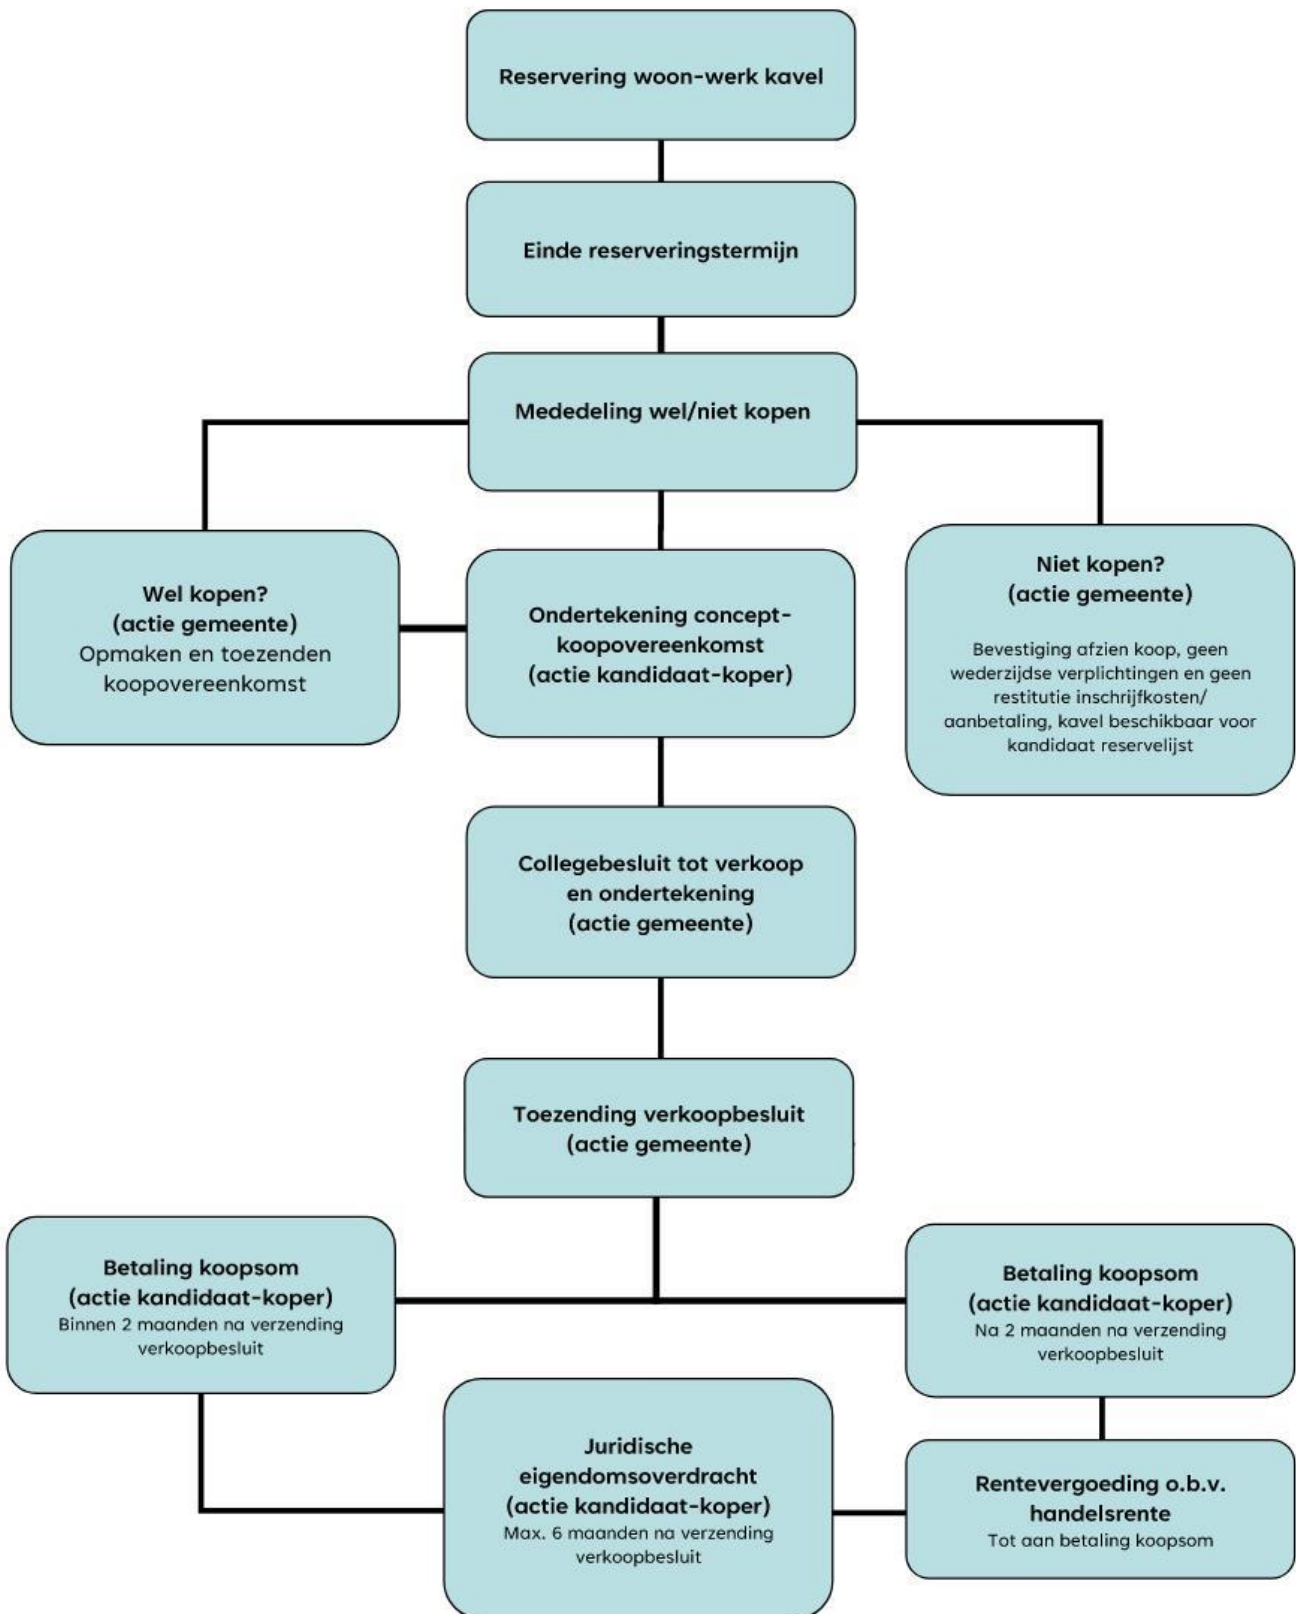 Reservering woon-werk kavel
Einde reserveringstermijn
Mededeling wel/niet kopen
Wel kopen?
(actie gemeente)
Opmaken en toezenden
koopovereenkomst
Ondertekening concept-
koopovereenkomst
(actie kandidaat-koper)
Niet kopen?
(actie gemeente)
Bevestiging afzien koop, geen
wederzijdse verplichtingen en geen
restitutie inschrijfkosten/
aanbetaling, kavel beschikbaar voor
kandidaat reservelijst
Collegebesluit tot verkoop
en ondertekening
(actie gemeente)
Toezending verkoopbesluit
(actie gemeente)
Betaling koopsom
(actie kandidaat-koper)
Binnen 2 maanden na verzending
verkoopbesluit
Betaling koopsom
(actie kandidaat-koper)
Na 2 maanden na verzending
verkoopbesluit
Juridische
eigendomsoverdracht
(actie kandidaat-koper)
Max. 6 maanden na verzending
verkoopbesluit
Rentevergoeding o.b.v.
handelsrente
Tot aan betaling koopsom